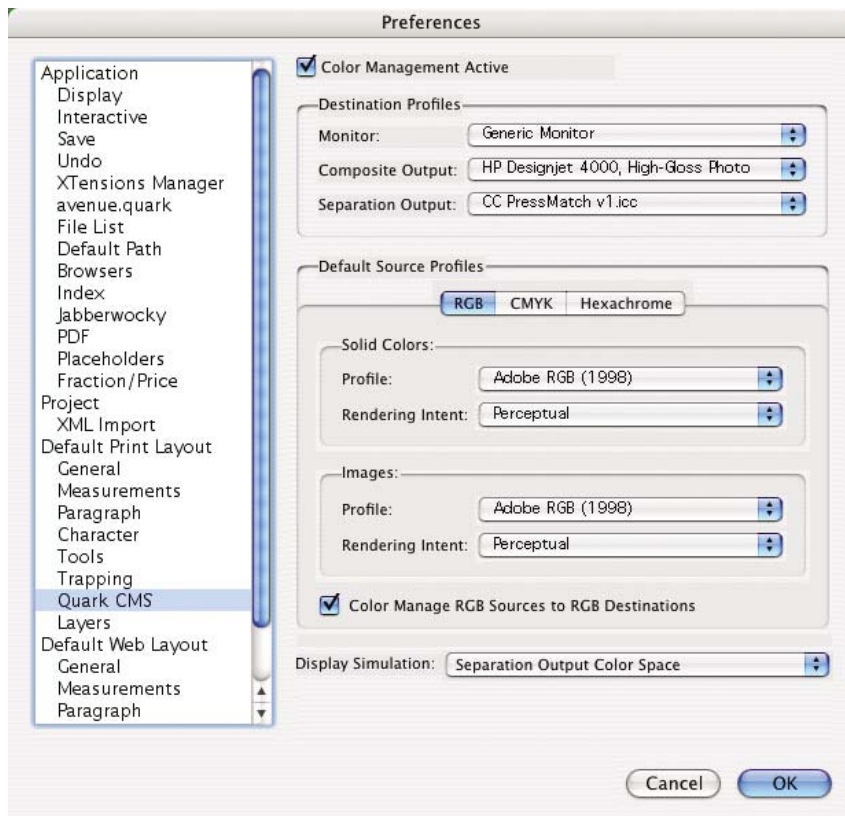 Preferences
Application
Display
Interactive
Save
Undo
XTensions Manager
avenue.quark
File List
Default Path
Browsers
Index
Jabberwocky
PDF
Placeholders
Fraction/Price
Project
XML Import
Default Print Layout
General
Measurements
Paragraph
Character
Tools
Trapping
Quark CMS
Layers
Default Web Layout
General
Measurements
Paragraph
Color Management Active
Destination Profiles
Monitor: Generic Monitor
Composite Output: HP Designjet 4000, High-Gloss Photo
Separation Output: CC PressMatch v1.icc
Default Source Profiles
RGB CMYK Hexachrome
Solid Colors:
Profile: Adobe RGB (1998)
Rendering Intent: Perceptual
Images:
Profile: Adobe RGB (1998)
Rendering Intent: Perceptual
Color Manage RGB Sources to RGB Destinations
Display Simulation: Separation Output Color Space
Cancel OK